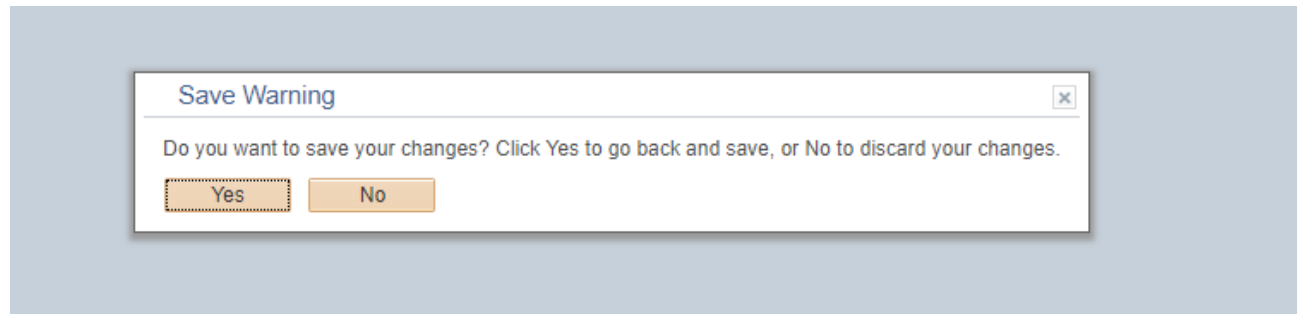 Save Warning
Do you want to save your changes? Click Yes to go back and save, or No to discard your changes.
Yes No